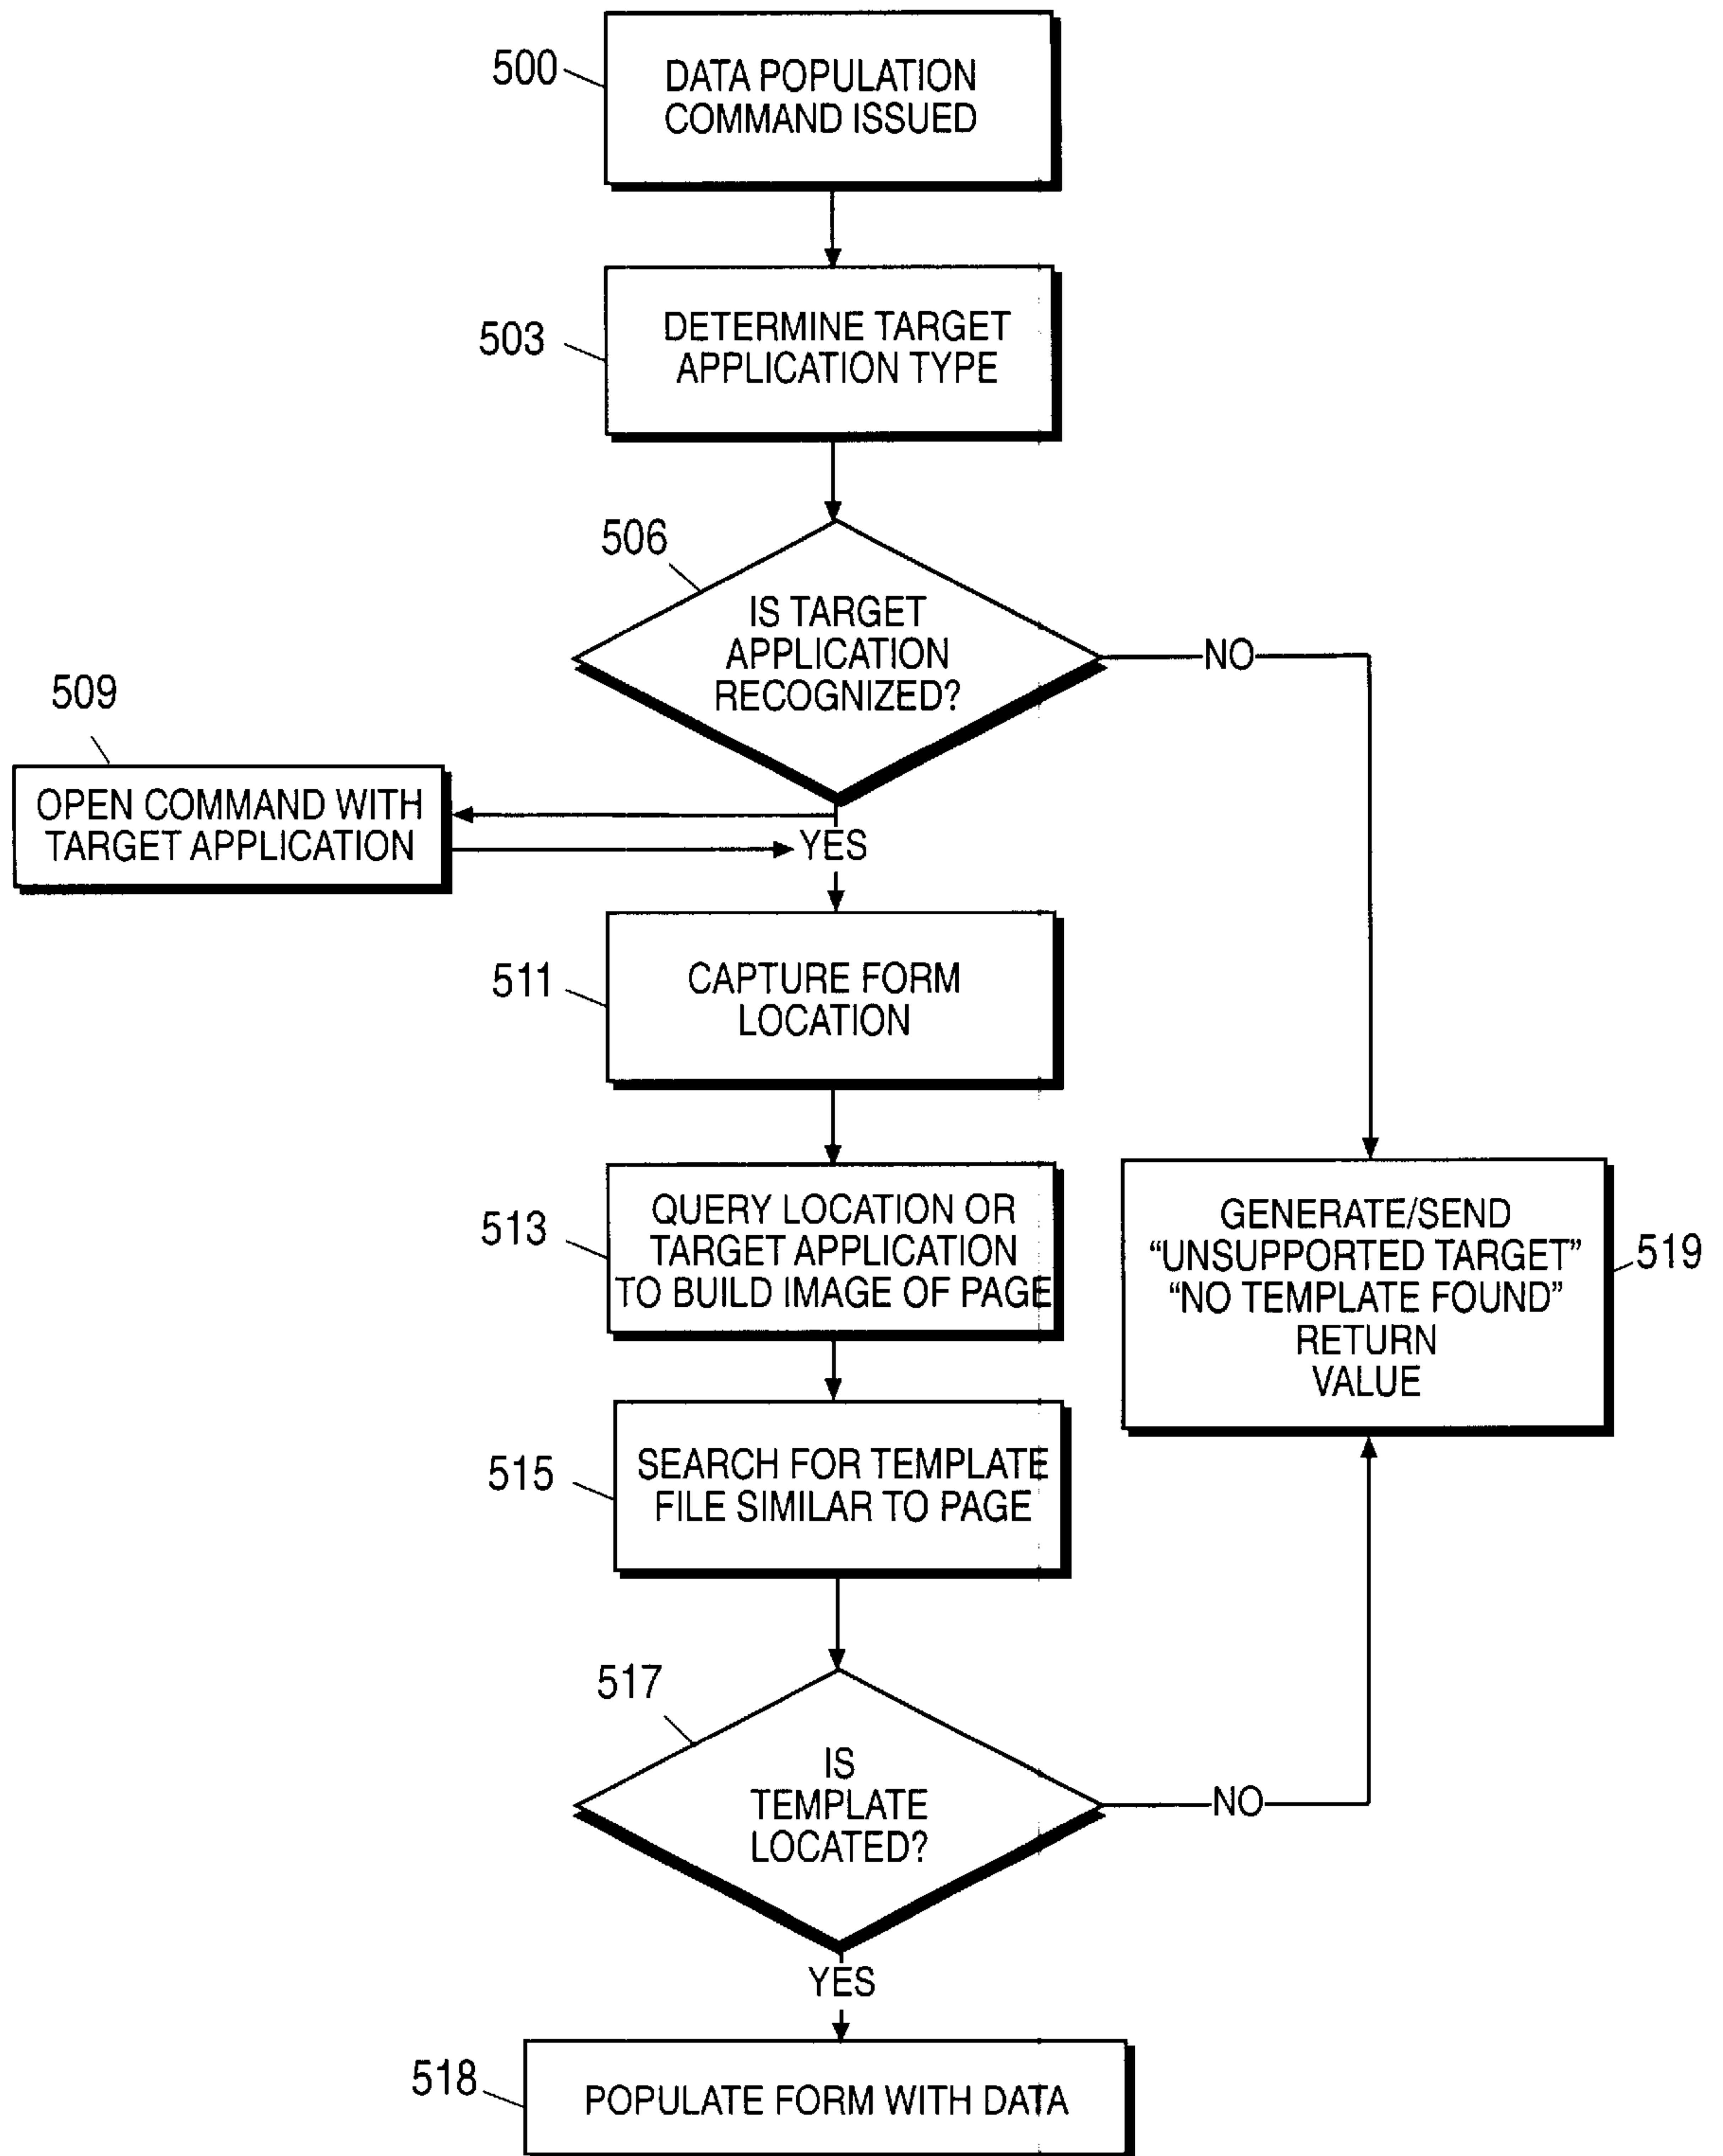 500
DATA POPULATION
COMMAND ISSUED
503
DETERMINE TARGET
APPLICATION TYPE
506
IS TARGET
APPLICATION
RECOGNIZED?
NO
509
OPEN COMMAND WITH
TARGET APPLICATION
YES
511
CAPTURE FORM
LOCATION
513
QUERY LOCATION OR
TARGET APPLICATION
TO BUILD IMAGE OF PAGE
GENERATE/SEND
“UNSUPPORTED TARGET”
“NO TEMPLATE FOUND”
RETURN
VALUE
519
515
SEARCH FOR TEMPLATE
FILE SIMILAR TO PAGE
517
IS
TEMPLATE
LOCATED?
NO
YES
518
POPULATE FORM WITH DATA